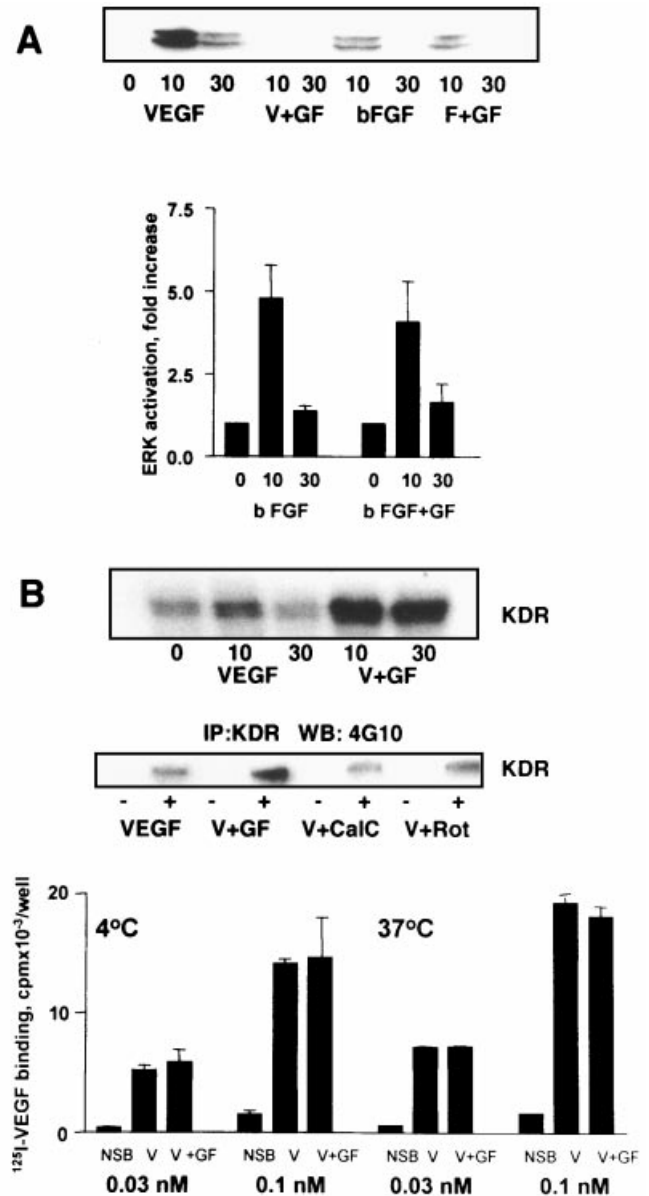 A
0 10 30 10 30 10 30 10 30
VEGF V+GF bFGF F+GF
7.5
5.0
2.5
0.0
ERK activation, fold increase
0 10 30 0 10 30
b FGF b FGF+GF
B
KDR
0 10 30 10 30
VEGF V+GF
IP:KDR WB: 4G10
KDR
- + - + - + - +
VEGF V+GF V+CalC V+Rot
20
10
0
¹²⁵I-VEGF binding, cpmx10⁻³/well
4ºC 37ºC
NSB V V +GF NSB V V+GF NSB V V+GF NSB V V+GF
0.03 nM 0.1 nM 0.03 nM 0.1 nM